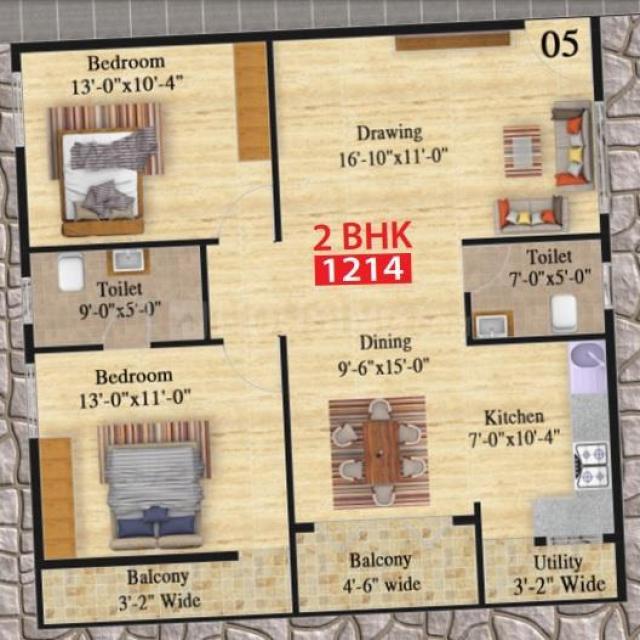 05
Bedroom
13'-0"x10'-4"
Drawing
16'-10"x11'-0"
2 BHK
1214
Toilet
9'-0"x5'-0"
Toilet
7'-0"x5'-0"
Dining
9'-6"x15'-0"
Bedroom
13'-0"x11'-0"
Kitchen
7'-0"x10'-4"
Balcony
3'-2" Wide
Balcony
4'-6" wide
Utility
3'-2" Wide